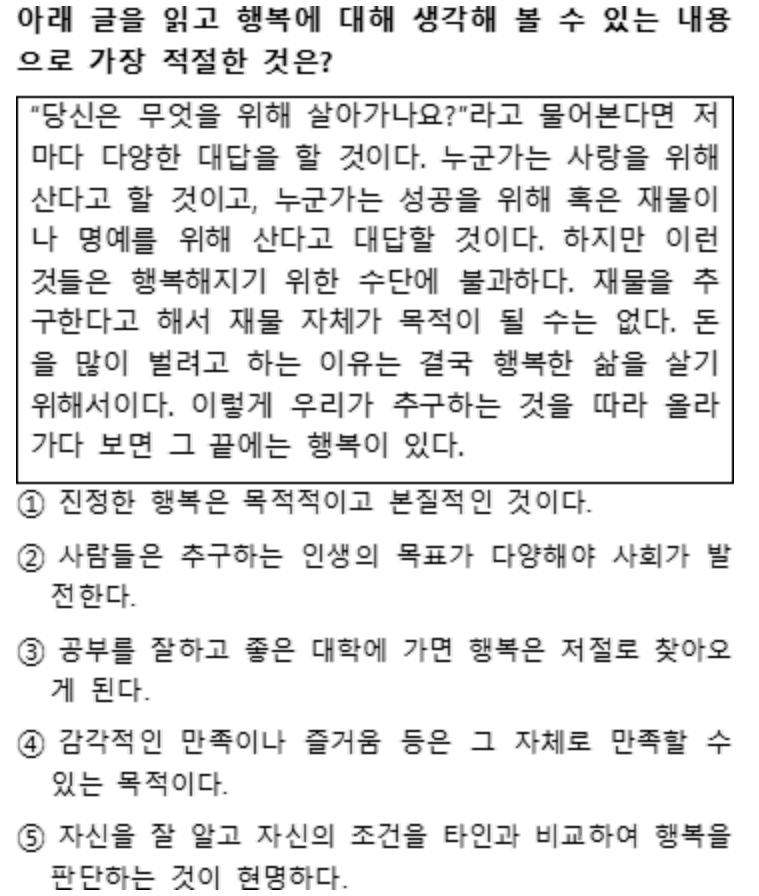 아래 글을 읽고 행복에 대해 생각해 볼 수 있는 내용
으로 가장 적절한 것은?
“당신은 무엇을 위해 살아가나요?”라고 물어본다면 저
마다 다양한 대답을 할 것이다. 누군가는 사랑을 위해
산다고 할 것이고, 누군가는 성공을 위해 혹은 재물이
나 명예를 위해 산다고 대답할 것이다. 하지만 이런
것들은 행복해지기 위한 수단에 불과하다. 재물을 추
구한다고 해서 재물 자체가 목적이 될 수는 없다. 돈
을 많이 벌려고 하는 이유는 결국 행복한 삶을 살기
위해서이다. 이렇게 우리가 추구하는 것을 따라 올라
가다 보면 그 끝에는 행복이 있다.
① 진정한 행복은 목적적이고 본질적인 것이다.
② 사람들은 추구하는 인생의 목표가 다양해야 사회가 발
전한다.
③ 공부를 잘하고 좋은 대학에 가면 행복은 저절로 찾아오
게 된다.
④ 감각적인 만족이나 즐거움 등은 그 자체로 만족할 수
있는 목적이다.
⑤ 자신을 잘 알고 자신의 조건을 타인과 비교하여 행복을
판단하는 것이 현명하다.